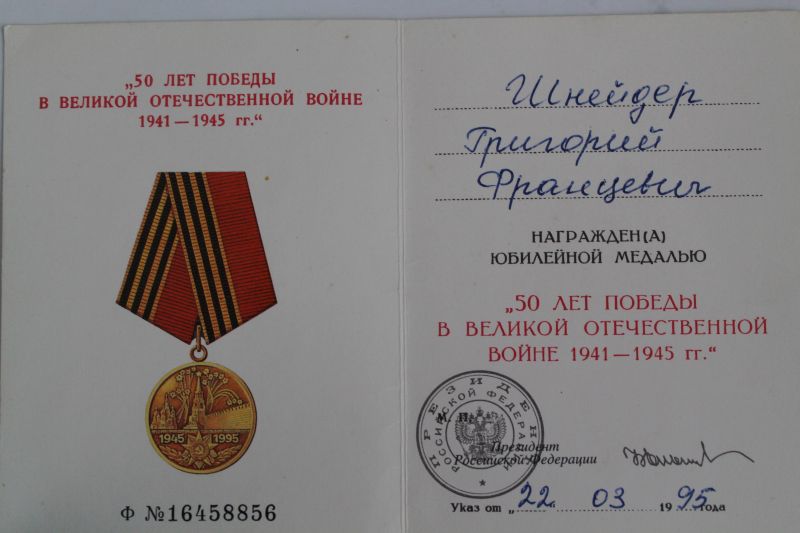 „50 ЛЕТ ПОБЕДЫ
В ВЕЛИКОЙ ОТЕЧЕСТВЕННОЙ ВОЙНЕ
1941 — 1945 гг.“
1945 1995
Ф №16458856
Шнейдер
Григорий
Францевич
НАГРАЖДЕН(А)
ЮБИЛЕЙНОЙ МЕДАЛЬЮ
„50 ЛЕТ ПОБЕДЫ
В ВЕЛИКОЙ ОТЕЧЕСТВЕННОЙ
ВОЙНЕ 1941 — 1945 гг.“
ПРЕЗИДЕНТ
РОССИЙСКОЙ ФЕДЕРАЦИИ
М. П.
Президент
Российской Федерации
Указ от „22“ 03 1995 года